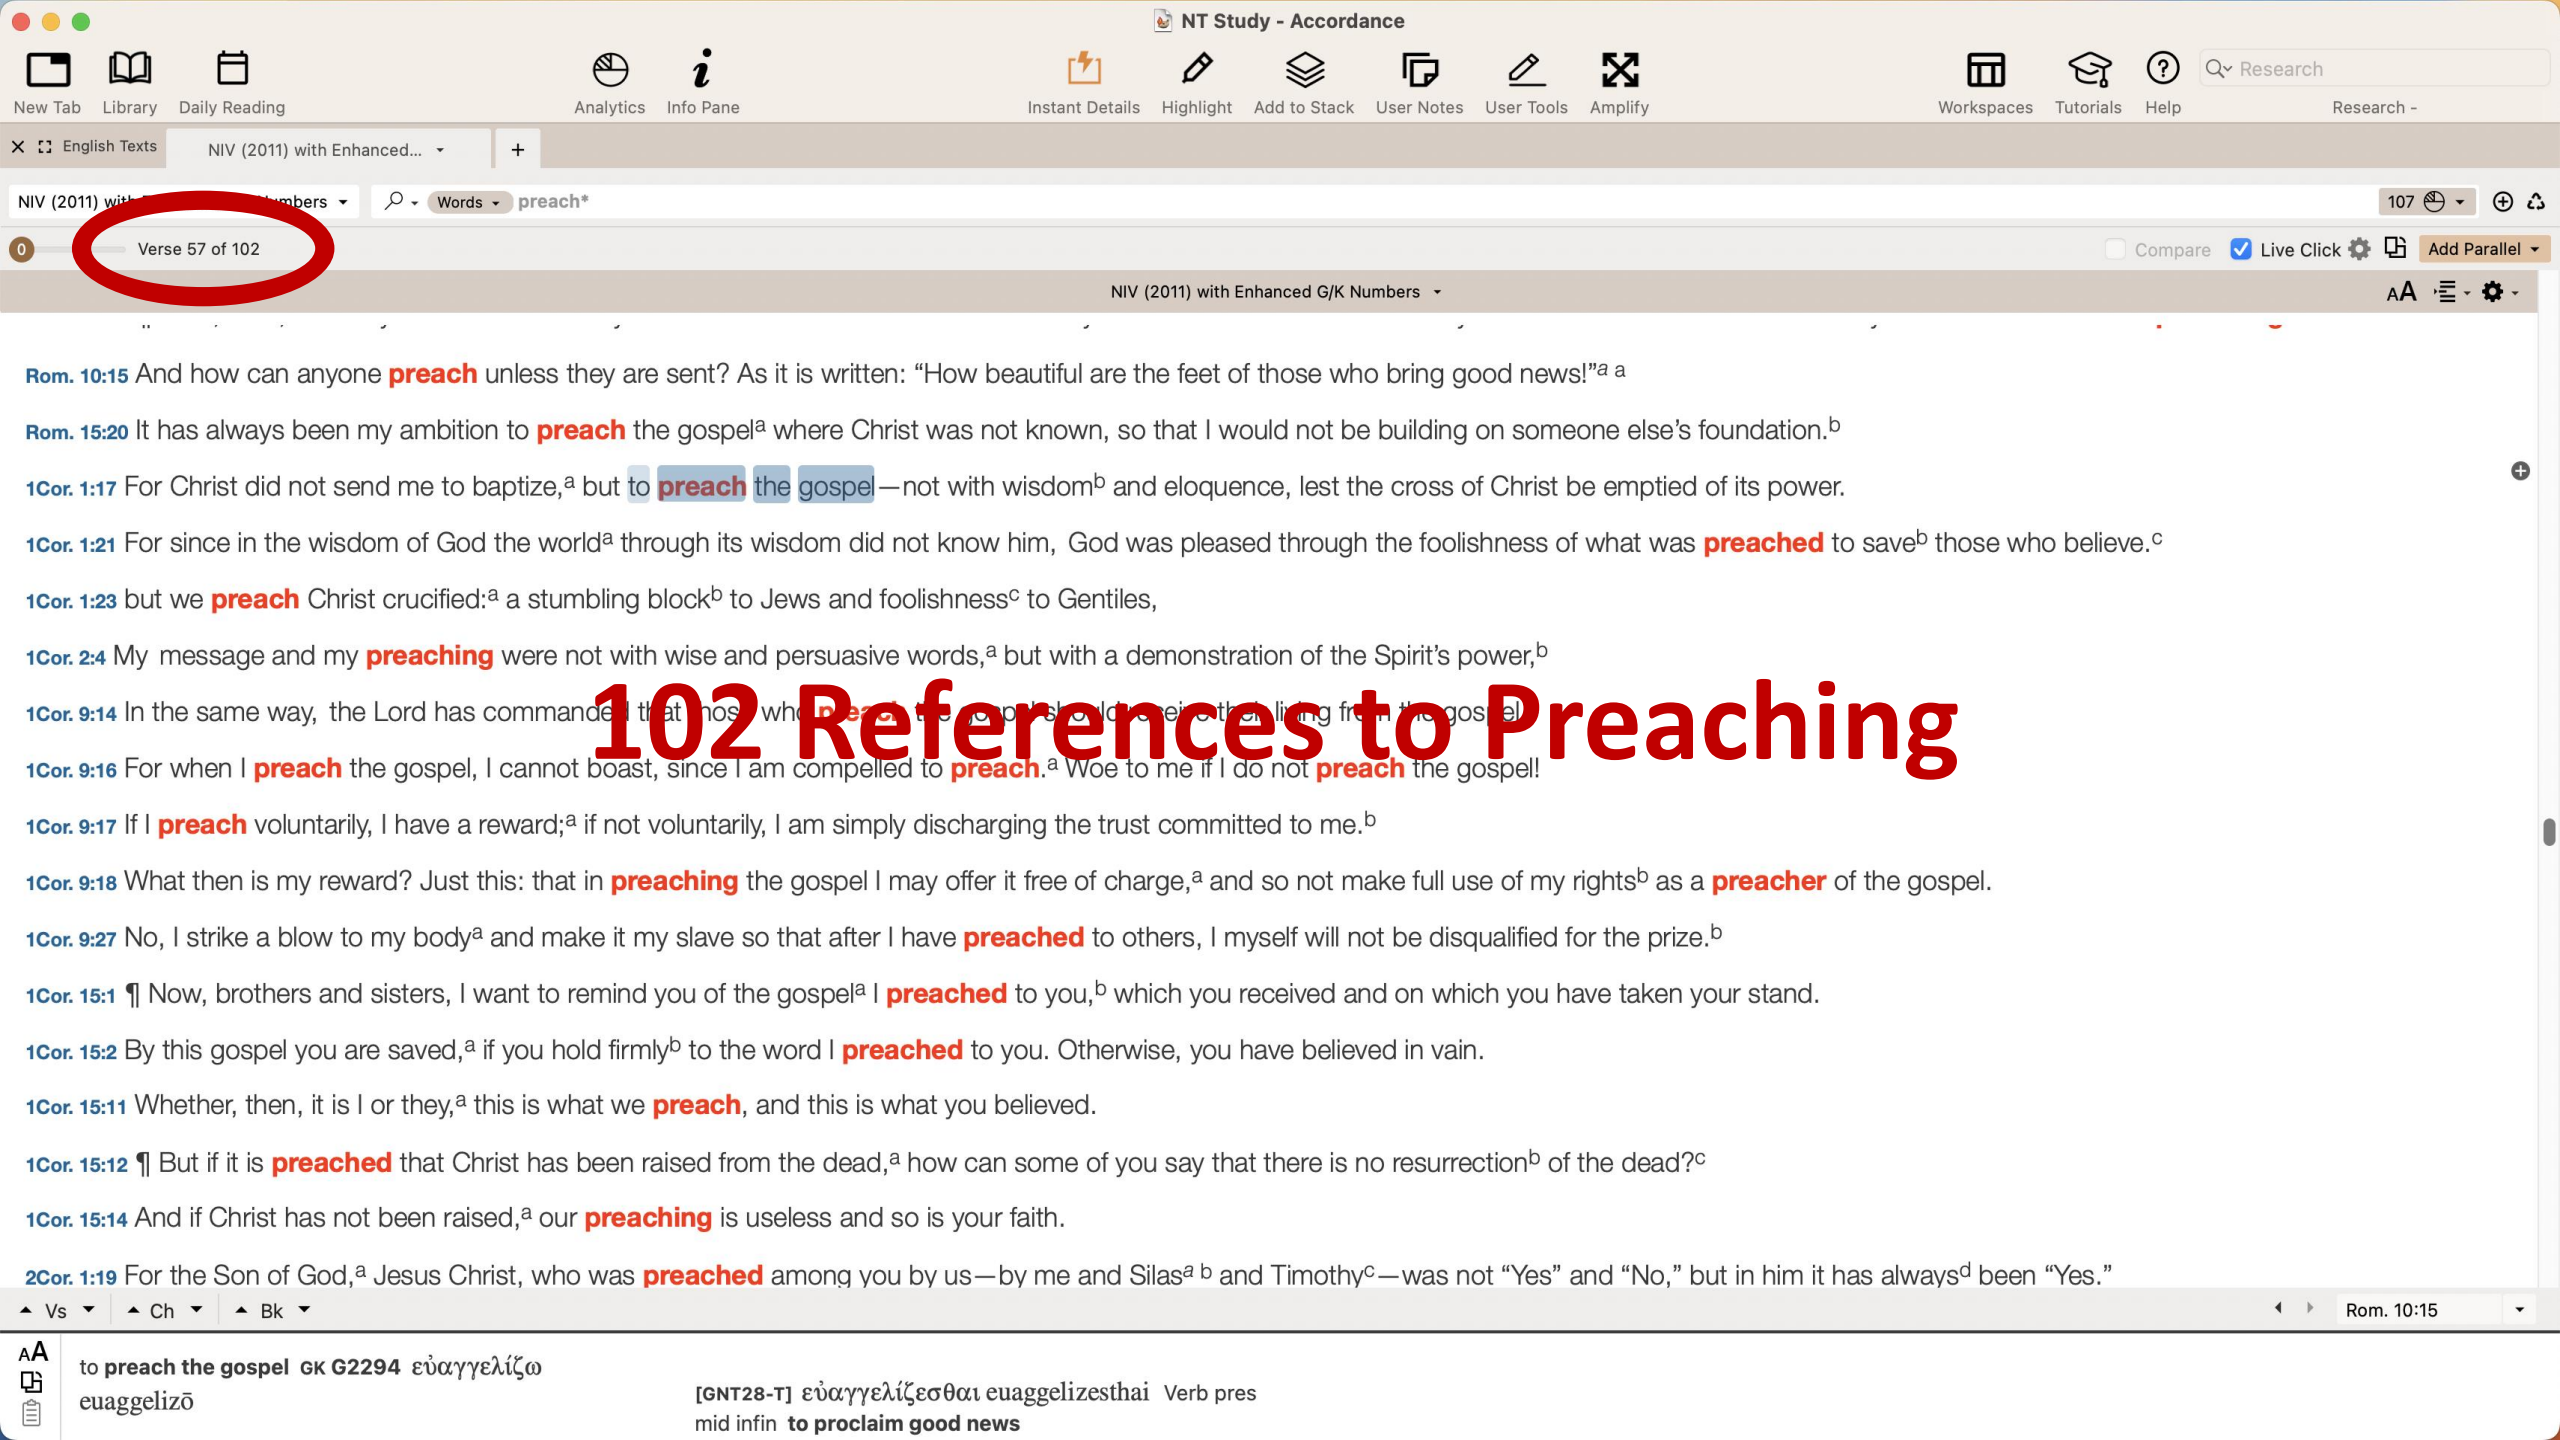 NT Study - Accordance
New Tab Library Daily Reading Analytics Info Pane Instant Details Highlight Add to Stack User Notes User Tools Amplify Workspaces Tutorials Help Research
Research -
English Texts NIV (2011) with Enhanced... +
NIV (2011) with mbers Words preach* 107
0 Verse 57 of 102 Compare Live Click Add Parallel
NIV (2011) with Enhanced G/K Numbers AA
Rom. 10:15 And how can anyone preach unless they are sent? As it is written: “How beautiful are the feet of those who bring good news!”a a
Rom. 15:20 It has always been my ambition to preach the gospela where Christ was not known, so that I would not be building on someone else’s foundation.b
1Cor. 1:17 For Christ did not send me to baptize,a but to preach the gospel—not with wisdomb and eloquence, lest the cross of Christ be emptied of its power.
1Cor. 1:21 For since in the wisdom of God the worlda through its wisdom did not know him, God was pleased through the foolishness of what was preached to saveb those who believe.c
1Cor. 1:23 but we preach Christ crucified:a a stumbling blockb to Jews and foolishnessc to Gentiles,
1Cor. 2:4 My message and my preaching were not with wise and persuasive words,a but with a demonstration of the Spirit’s power,b
102 References to Preaching
1Cor. 9:14 In the same way, the Lord has commanded that those who preach the gospel should receive their living from the gospel.
1Cor. 9:16 For when I preach the gospel, I cannot boast, since I am compelled to preach.a Woe to me if I do not preach the gospel!
1Cor. 9:17 If I preach voluntarily, I have a reward;a if not voluntarily, I am simply discharging the trust committed to me.b
1Cor. 9:18 What then is my reward? Just this: that in preaching the gospel I may offer it free of charge,a and so not make full use of my rightsb as a preacher of the gospel.
1Cor. 9:27 No, I strike a blow to my bodya and make it my slave so that after I have preached to others, I myself will not be disqualified for the prize.b
1Cor. 15:1 ¶ Now, brothers and sisters, I want to remind you of the gospela I preached to you,b which you received and on which you have taken your stand.
1Cor. 15:2 By this gospel you are saved,a if you hold firmlyb to the word I preached to you. Otherwise, you have believed in vain.
1Cor. 15:11 Whether, then, it is I or they,a this is what we preach, and this is what you believed.
1Cor. 15:12 ¶ But if it is preached that Christ has been raised from the dead,a how can some of you say that there is no resurrectionb of the dead?c
1Cor. 15:14 And if Christ has not been raised,a our preaching is useless and so is your faith.
2Cor. 1:19 For the Son of God,a Jesus Christ, who was preached among you by us—by me and Silasa b and Timothyc—was not “Yes” and “No,” but in him it has alwaysd been “Yes.”
Vs Ch Bk Rom. 10:15
AA
to preach the gospel GK G2294 εὐαγγελίζω
euaggelizō
[GNT28-T] εὐαγγελίζεσθαι euaggelizesthai Verb pres
mid infin to proclaim good news